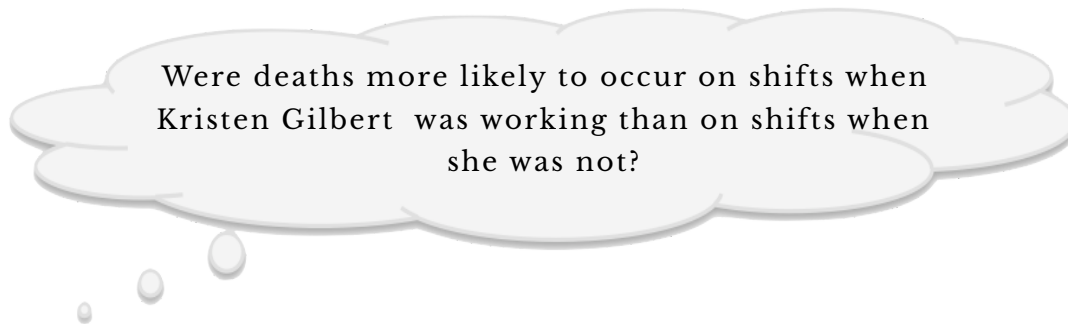 Were deaths more likely to occur on shifts when
Kristen Gilbert was working than on shifts when
she was not?